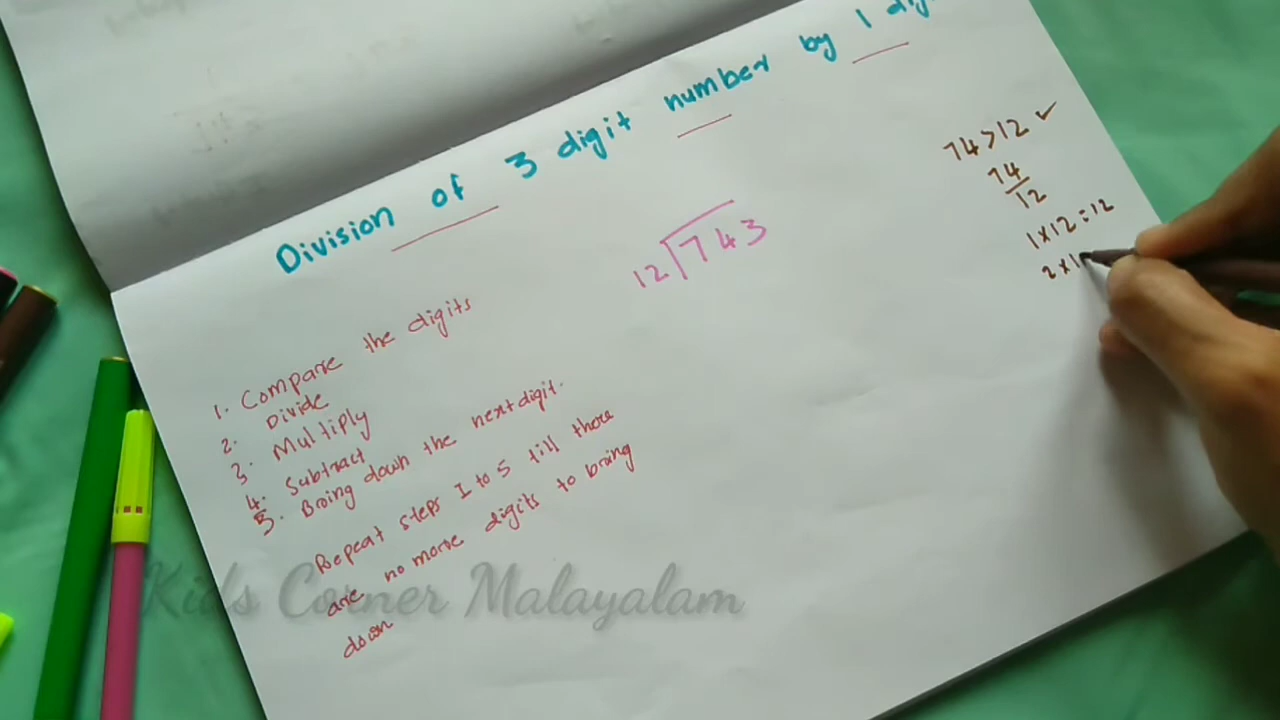 Division of 3 digit number by 1
12)743
74>12 ✓
74
12
1×12=12
2×1
1. Compare the digits
2. Divide
3. Multiply
4. Subtract
5. Bring down the next digit.
Repeat steps 1 to 5 till there
are no more digits to bring
down
Kids Corner Malayalam